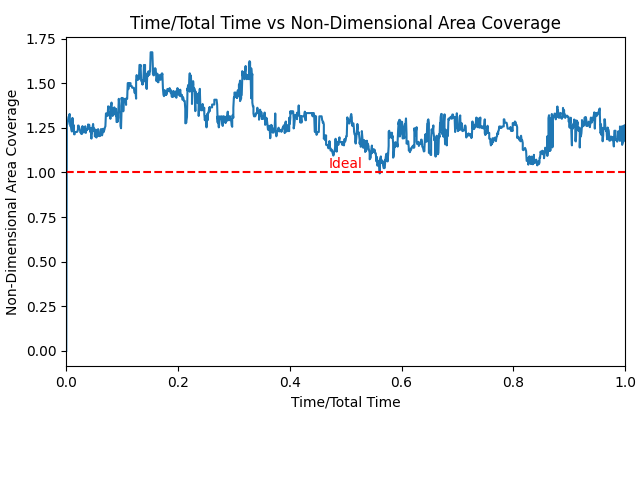 Time/Total Time vs Non-Dimensional Area Coverage
Non-Dimensional Area Coverage
1.75
1.50
1.25
1.00
0.75
0.50
0.25
0.00
Ideal
0.0 0.2 0.4 0.6 0.8 1.0
Time/Total Time